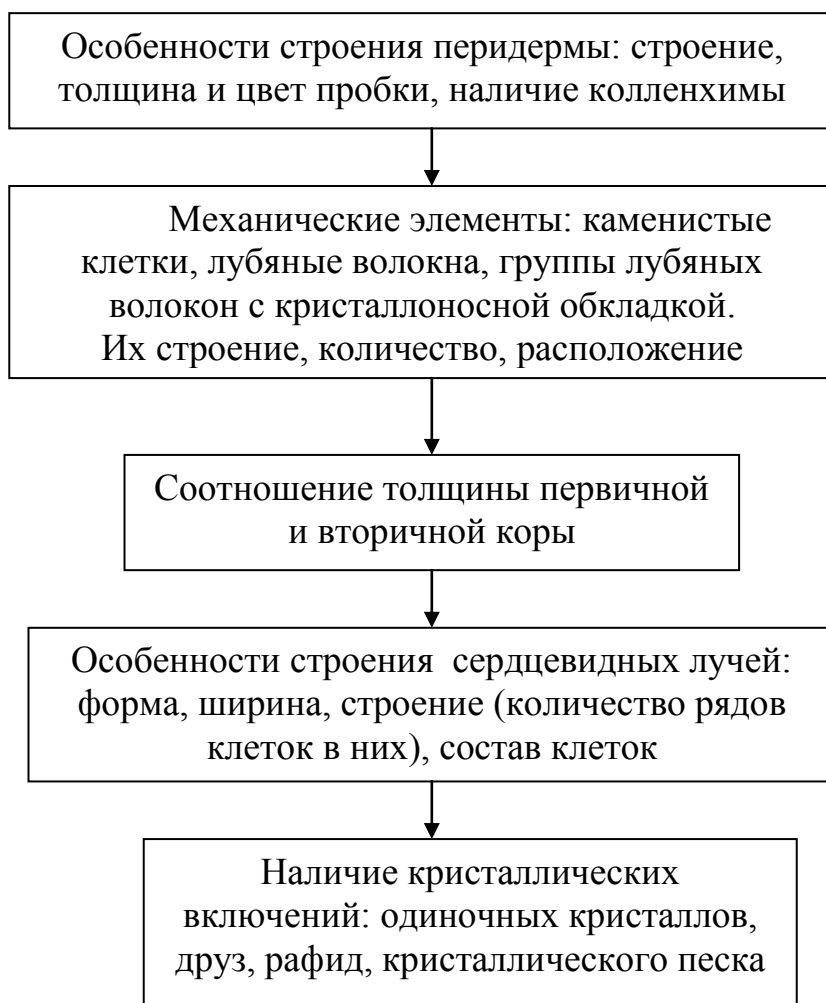 Особенности строения перидермы: строение,
толщина и цвет пробки, наличие колленхимы
Механические элементы: каменистые
клетки, лубяные волокна, группы лубяных
волокон с кристаллоносной обкладкой.
Их строение, количество, расположение
Соотношение толщины первичной
и вторичной коры
Особенности строения сердцевидных лучей:
форма, ширина, строение (количество рядов
клеток в них), состав клеток
Наличие кристаллических
включений: одиночных кристаллов,
друз, рафид, кристаллического песка